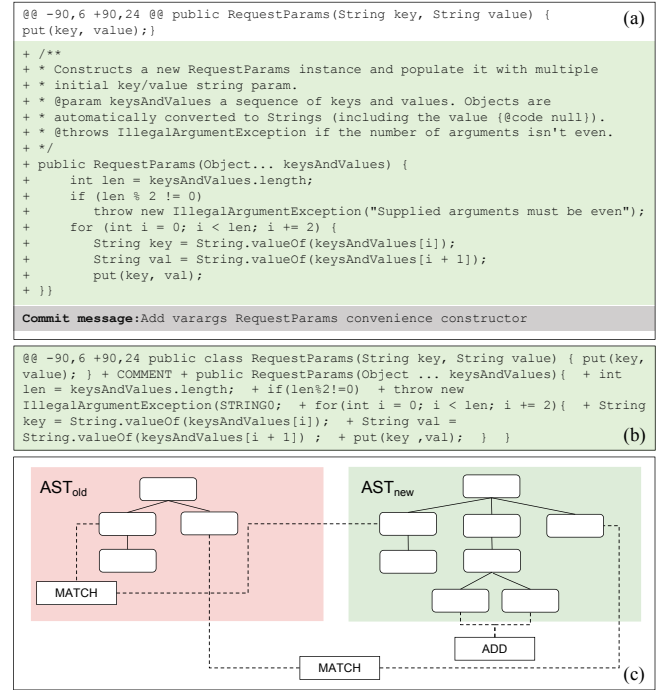 @@ -90,6 +90,24 @@ public RequestParams(String key, String value) {
(a)
put(key, value);}
+ /**
+ * Constructs a new RequestParams instance and populate it with multiple
+ * initial key/value string param.
+ * @param keysAndValues a sequence of keys and values. Objects are
+ * automatically converted to Strings (including the value {@code null}).
+ * @throws IllegalArgumentException if the number of arguments isn't even.
+ */
+ public RequestParams(Object... keysAndValues) {
+ int len = keysAndValues.length;
+ if (len % 2 != 0)
+ throw new IllegalArgumentException("Supplied arguments must be even");
+ for (int i = 0; i < len; i += 2) {
+ String key = String.valueOf(keysAndValues[i]);
+ String val = String.valueOf(keysAndValues[i + 1]);
+ put(key, val);
+ }}
Commit message:Add varargs RequestParams convenience constructor
@@ -90,6 +90,24 public class RequestParams(String key, String value) { put(key,
value); } + COMMENT + public RequestParams(Object ... keysAndValues){ + int
len = keysAndValues.length; + if(len%2!=0) + throw new
IllegalArgumentException(STRING0; + for(int i = 0; i < len; i += 2){ + String
key = String.valueOf(keysAndValues[i]); + String val =
String.valueOf(keysAndValues[i + 1]) ; + put(key ,val); } }
(b)
ASTold
ASTnew
MATCH
ADD
MATCH
(c)